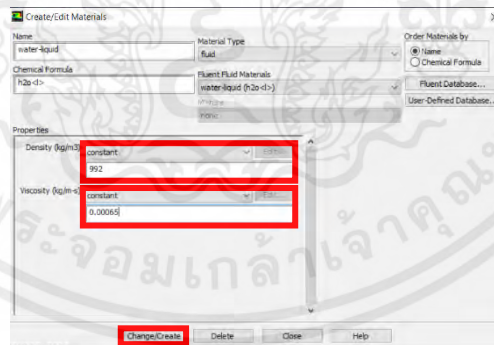 Create/Edit Materials
Name
water-liquid
Material Type
fluid
Order Materials by
Name
Chemical Formula
Chemical Formula
h2o<l>
Fluent Fluid Materials
water-liquid (h2o<l>)
Mixture
none
Fluent Database...
User-Defined Database...
Properties
Density (kg/m3)
constant
Edit...
992
Viscosity (kg/m-s)
constant
Edit...
0.00065
Change/Create
Delete
Close
Help